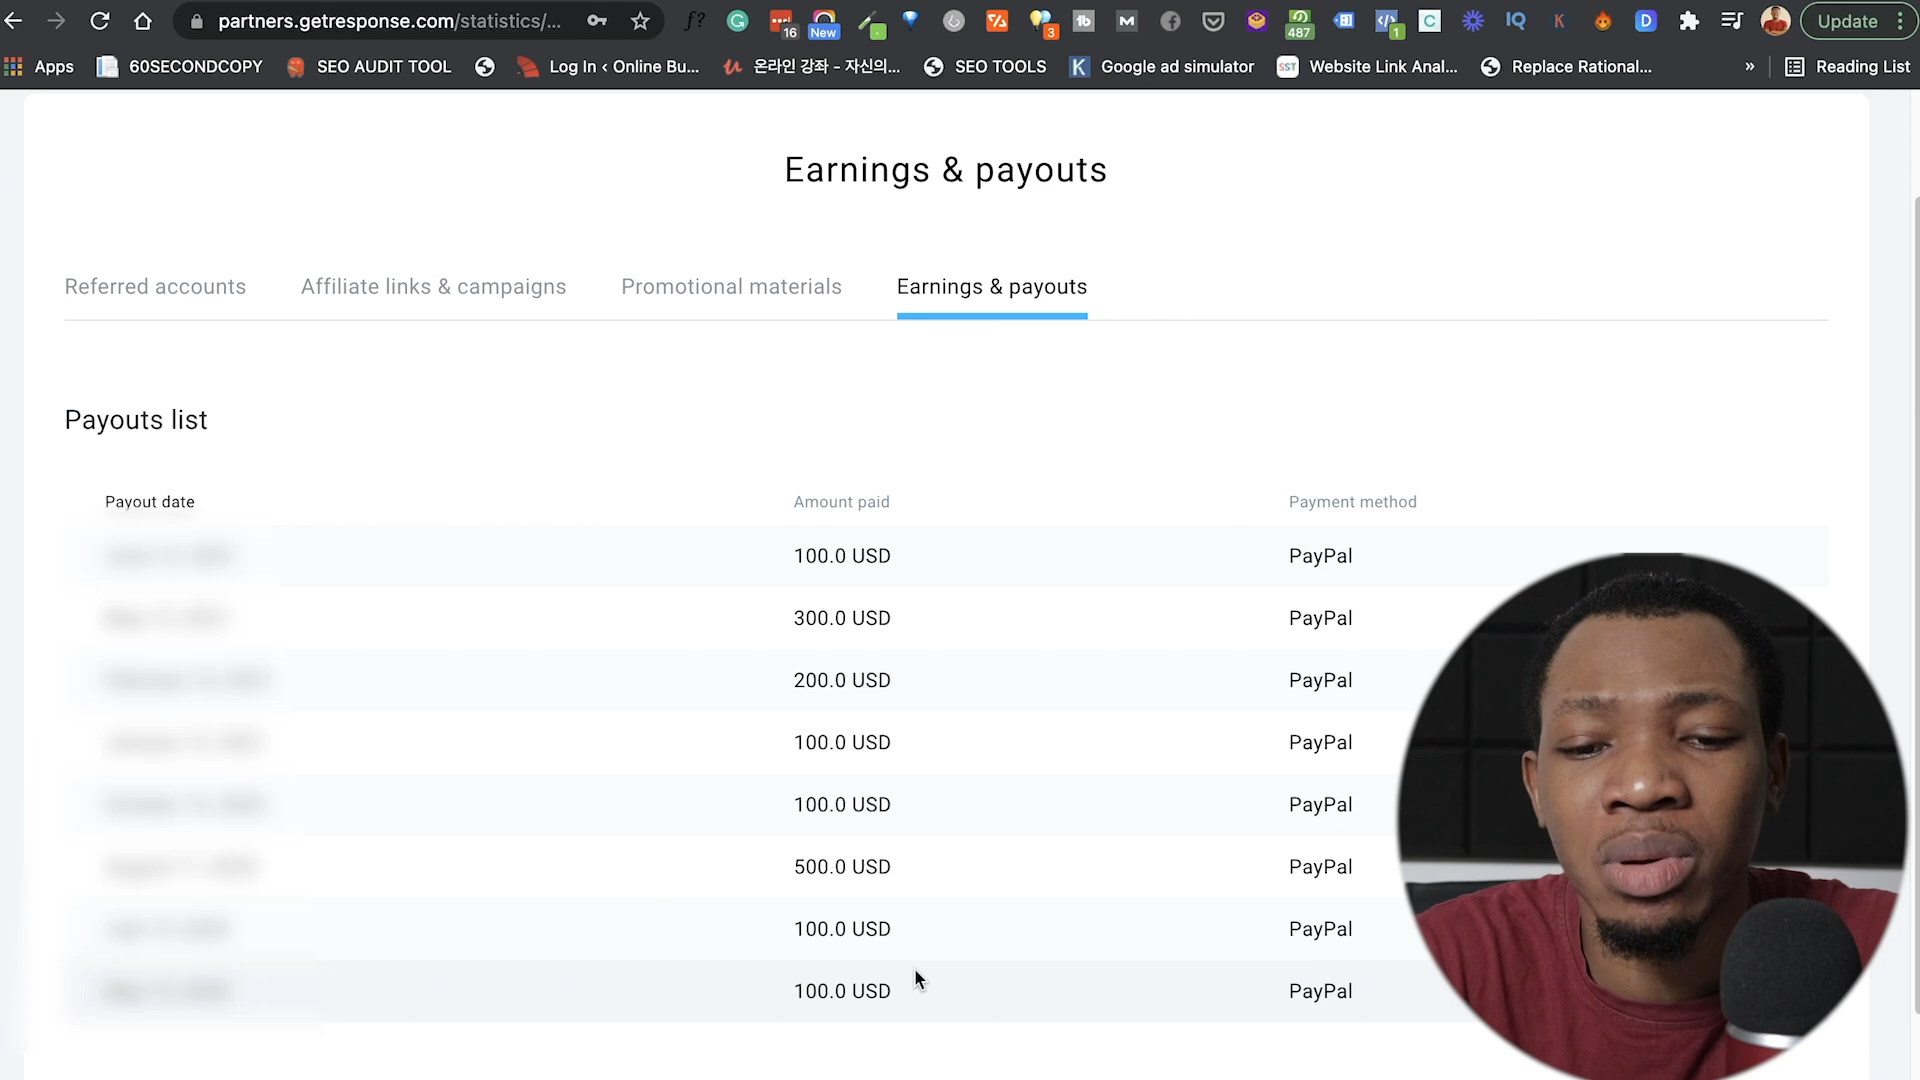 partners.getresponse.com/statistics/...
f?
16
New
3
487
1
IQ
K
D
Update
Apps
60SECONDCOPY
SEO AUDIT TOOL
Log In ‹ Online Bu...
온라인 강좌 - 자신의...
SEO TOOLS
K
Google ad simulator
SST
Website Link Anal...
Replace Rational...
»
Reading List
Earnings & payouts
Referred accounts
Affiliate links & campaigns
Promotional materials
Earnings & payouts
Payouts list
Payout date
Amount paid
Payment method
100.0 USD
PayPal
300.0 USD
PayPal
200.0 USD
PayPal
100.0 USD
PayPal
100.0 USD
PayPal
500.0 USD
PayPal
100.0 USD
PayPal
100.0 USD
PayPal